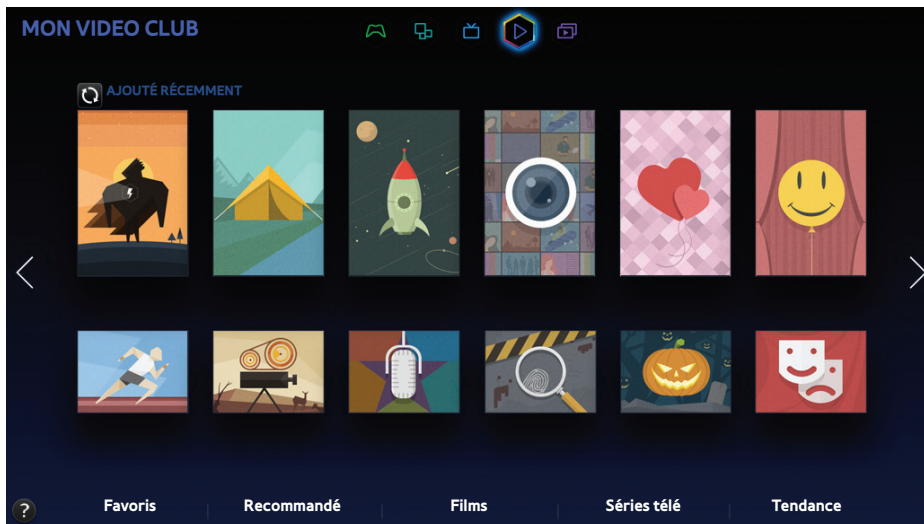 MON VIDEO CLUB
AJOUTÉ RÉCEMMENT
?
Favoris Recommandé Films Séries télé Tendance